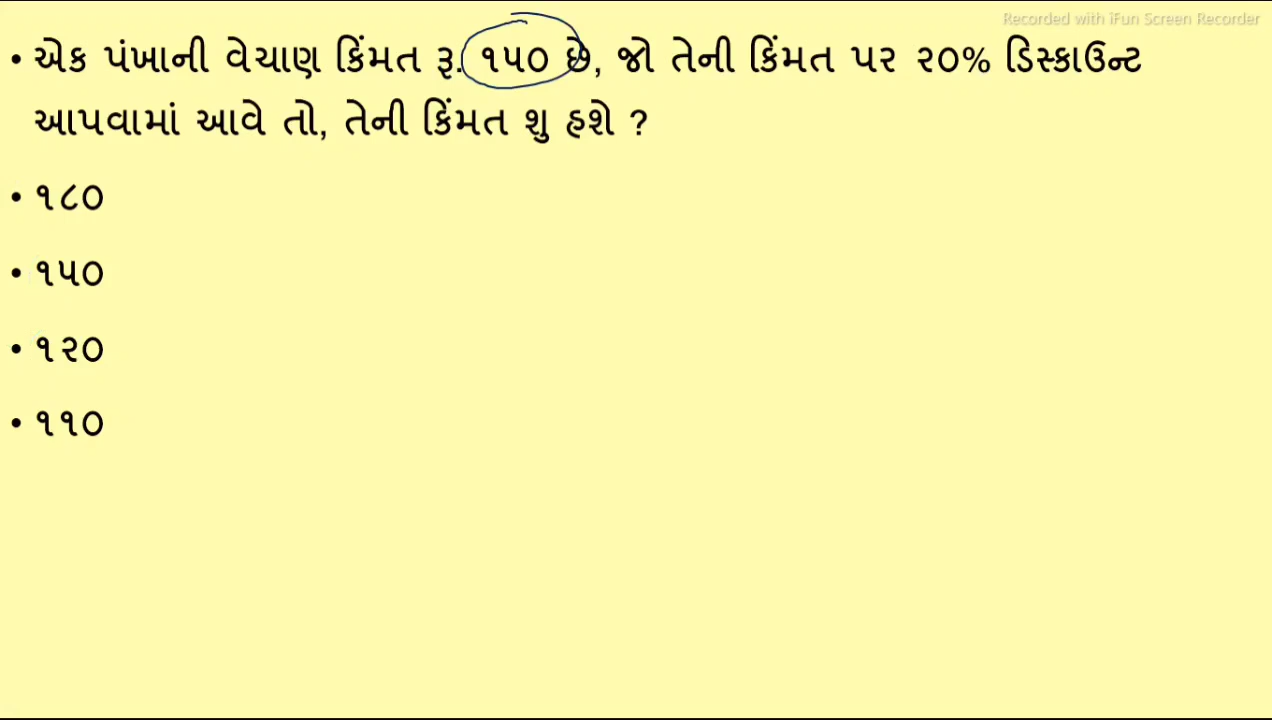 Recorded with iFun Screen Recorder
• એક પંખાની વેચાણ કિંમત રૂ. ૧૫૦ છે, જો તેની કિંમત પર ૨૦% ડિસ્કાઉન્ટ
આપવામાં આવે તો, તેની કિંમત શુ હશે ?
• ૧૮૦
• ૧૫૦
• ૧૨૦
• ૧૧૦